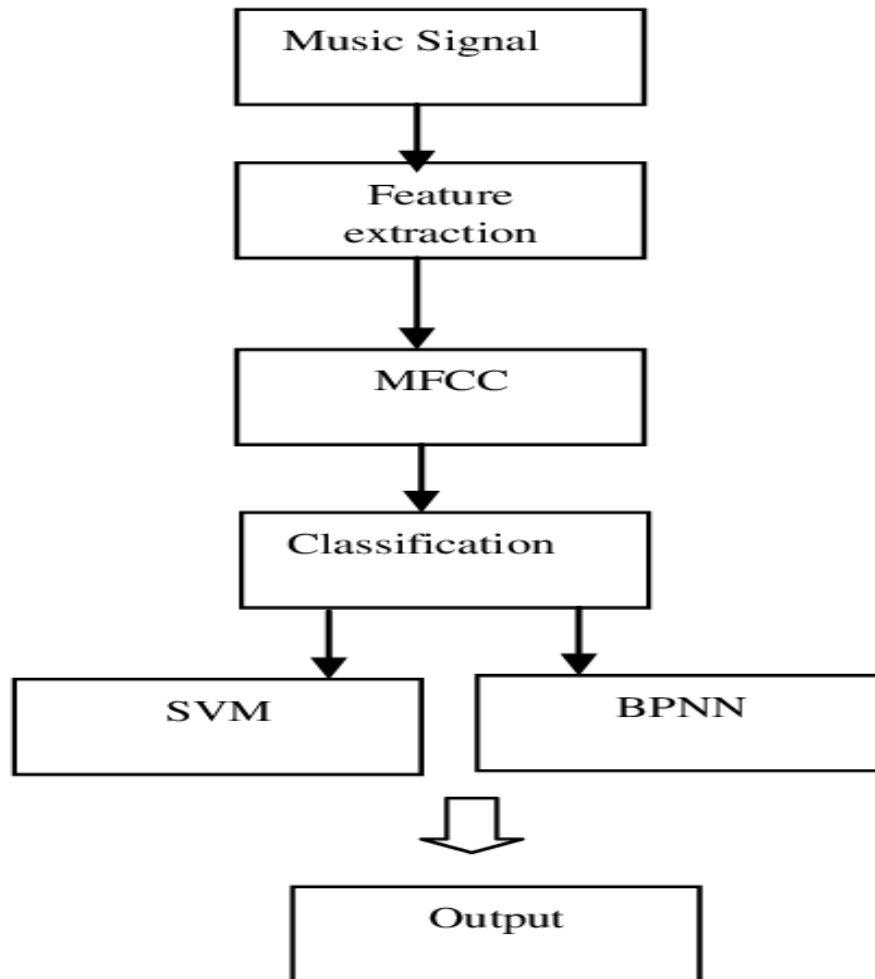 Music Signal
Feature
extraction
MFCC
Classification
SVM
BPNN
Output